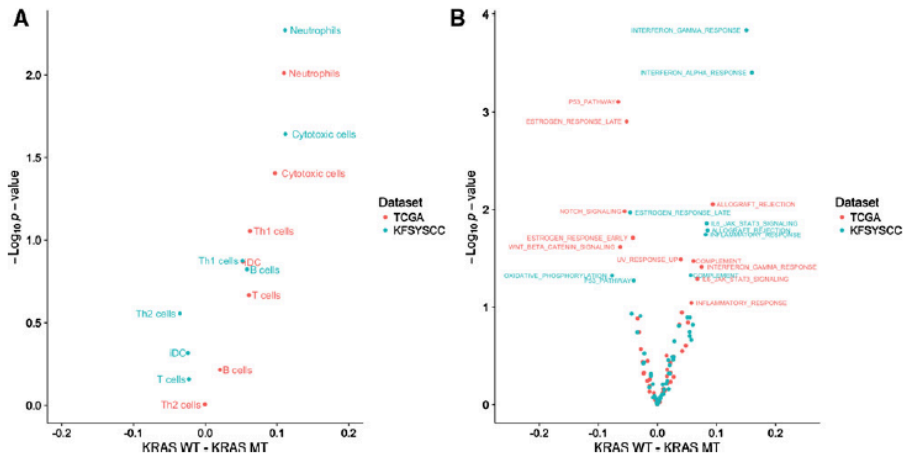 A
B
2.0
1.5
1.0
0.5
0.0
−Log10 p − value
Neutrophils
Neutrophils
Cytotoxic cells
Cytotoxic cells
Th1 cells
Th1 cells
IDC
B cells
T cells
Th2 cells
IDC
B cells
T cells
Th2 cells
-0.2
-0.1
0.0
0.1
0.2
KRAS WT - KRAS MT
Dataset
TCGA
KFSYSCC
4
3
2
1
0
−Log10 p − value
INTERFERON_GAMMA_RESPONSE
INTERFERON_ALPHA_RESPONSE
P53_PATHWAY
ESTROGEN_RESPONSE_LATE
ALLOGRAFT_REJECTION
NOTCH_SIGNALING
ESTROGEN_RESPONSE_LATE
IL6_JAK_STAT3_SIGNALING
ALLOGRAFT_REJECTION
INFLAMMATORY_RESPONSE
ESTROGEN_RESPONSE_EARLY
WNT_BETA_CATENIN_SIGNALING
UV_RESPONSE_UP
COMPLEMENT
INTERFERON_GAMMA_RESPONSE
OXIDATIVE_PHOSPHORYLATION
COMPLEMENT
P53_PATHWAY
IL6_JAK_STAT3_SIGNALING
INFLAMMATORY_RESPONSE
-0.2
-0.1
0.0
0.1
0.2
KRAS WT - KRAS MT
Dataset
TCGA
KFSYSCC